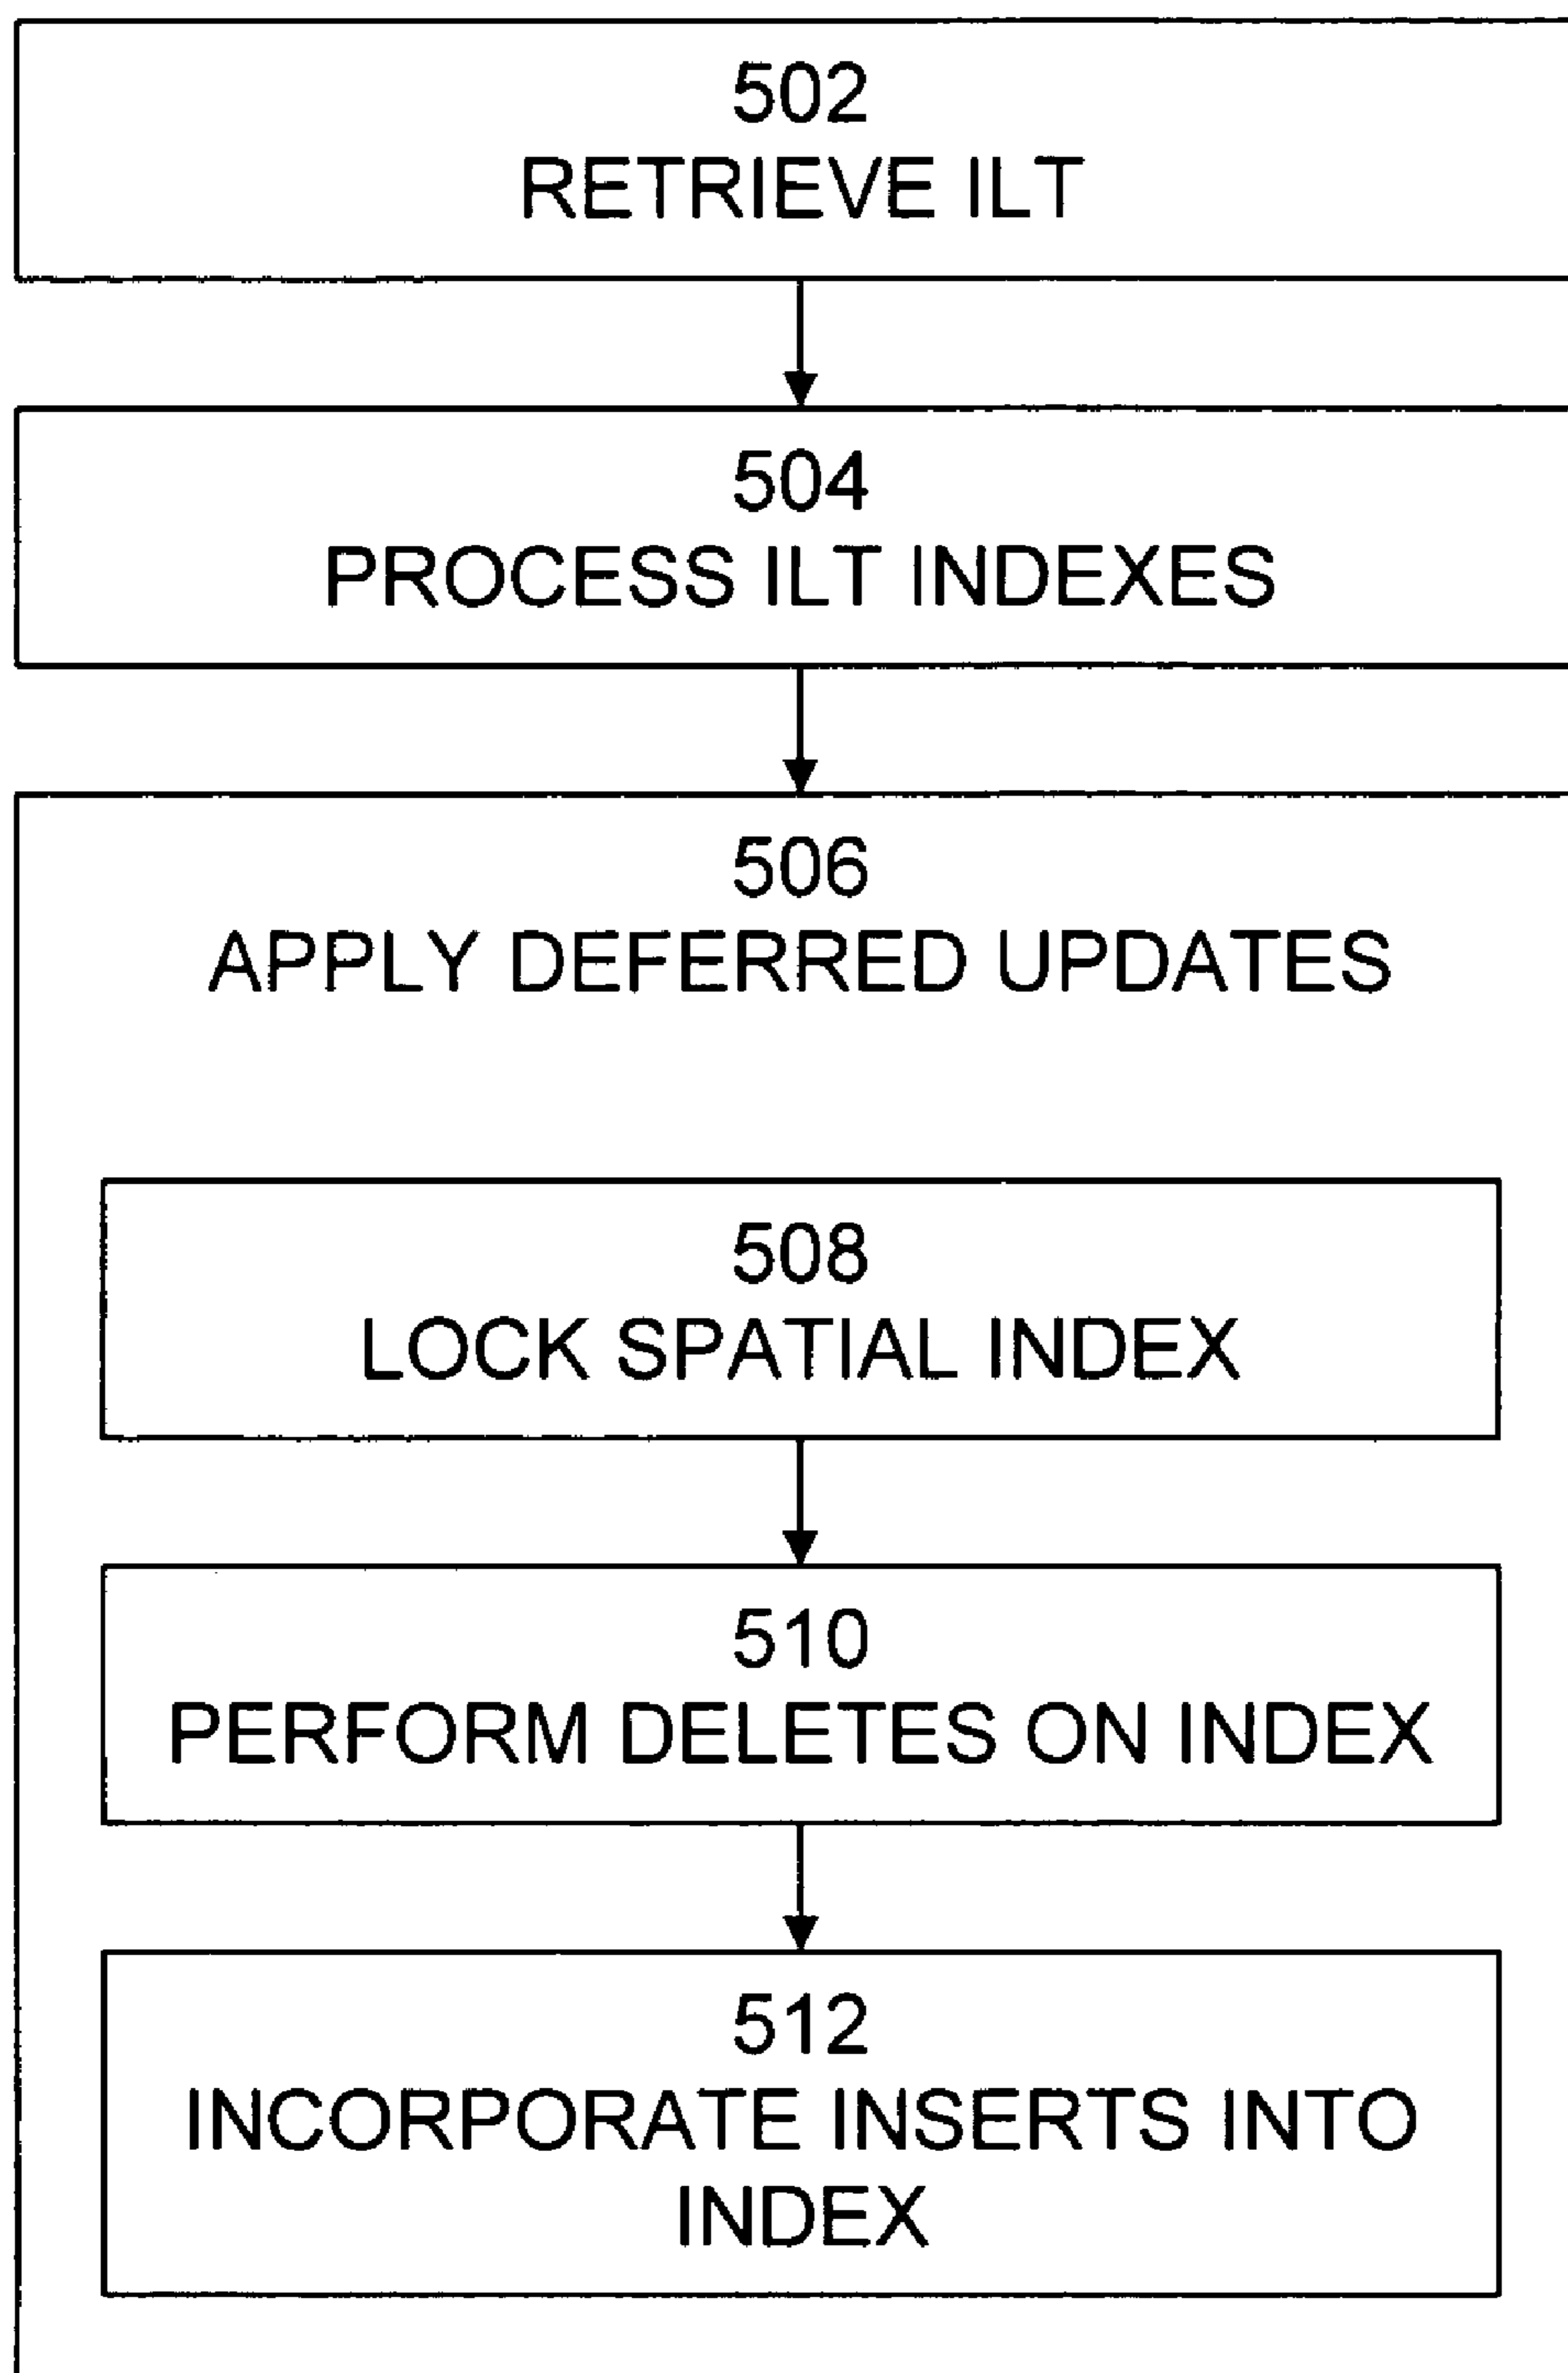 502
RETRIEVE ILT
504
PROCESS ILT INDEXES
506
APPLY DEFERRED UPDATES
508
LOCK SPATIAL INDEX
510
PERFORM DELETES ON INDEX
512
INCORPORATE INSERTS INTO
INDEX